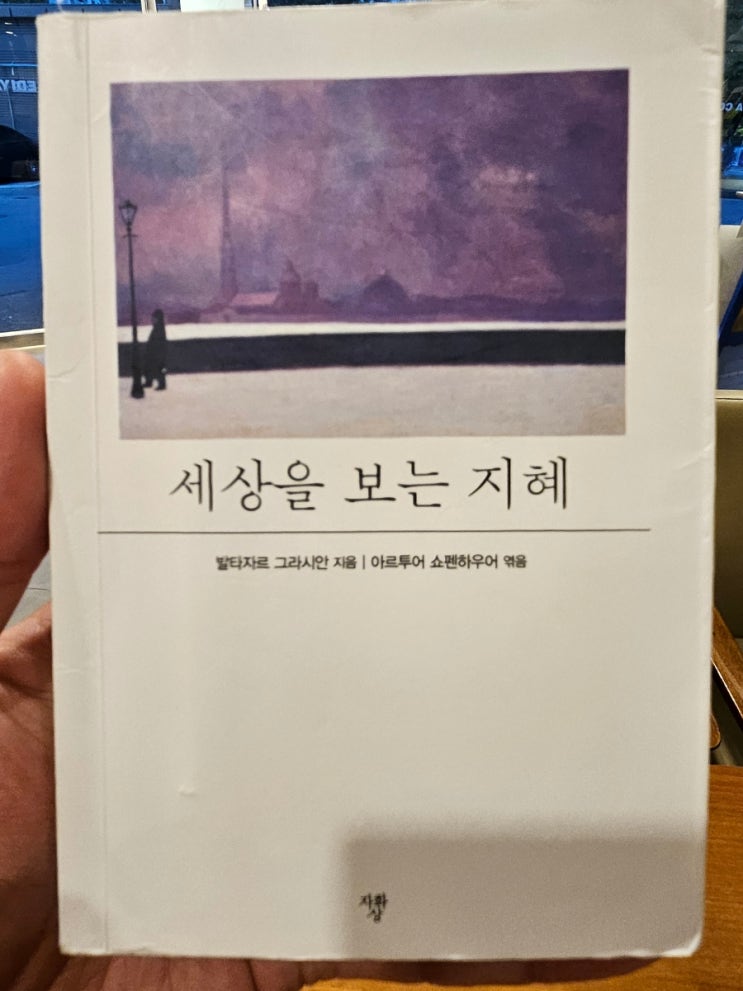 세상을 보는 지혜
발타자르 그라시안 지음 | 아르투어 쇼펜하우어 엮음
자화
상